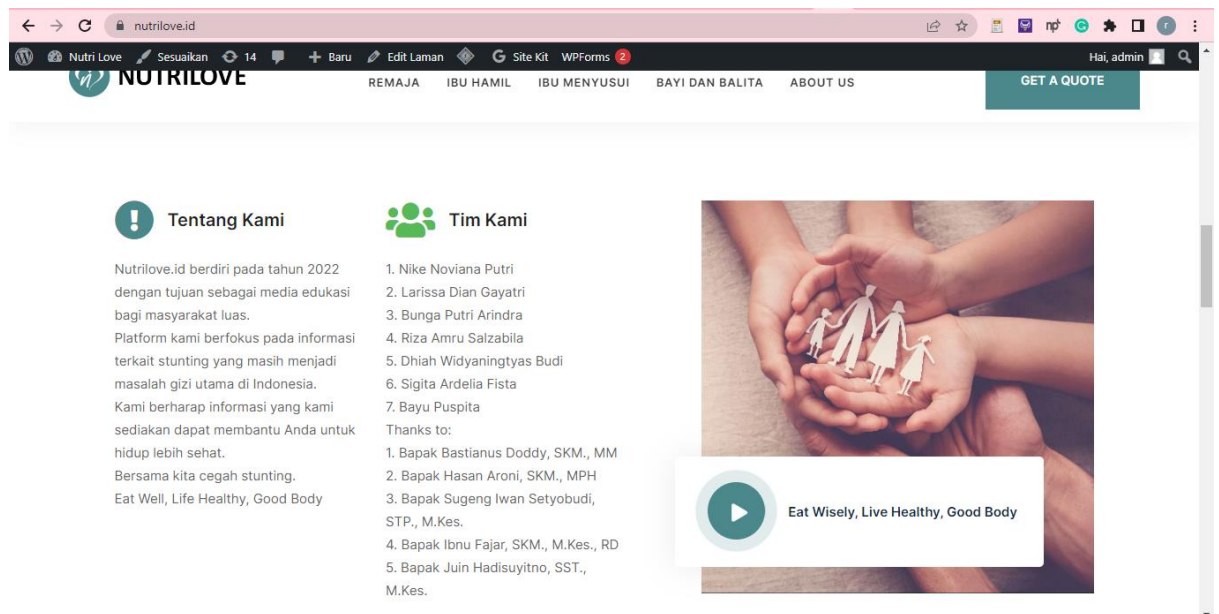 nutrilove.id
Nutri Love Sesuaikan 14 Baru Edit Laman Site Kit WPForms 2 Hai, admin
NUTRILOVE
REMAJA IBU HAMIL IBU MENYUSUI BAYI DAN BALITA ABOUT US
GET A QUOTE
Tentang Kami
Nutrilove.id berdiri pada tahun 2022
dengan tujuan sebagai media edukasi
bagi masyarakat luas.
Platform kami berfokus pada informasi
terkait stunting yang masih menjadi
masalah gizi utama di Indonesia.
Kami berharap informasi yang kami
sediakan dapat membantu Anda untuk
hidup lebih sehat.
Bersama kita cegah stunting.
Eat Well, Life Healthy, Good Body
Tim Kami
1. Nike Noviana Putri
2. Larissa Dian Gayatri
3. Bunga Putri Arindra
4. Riza Amru Salzabila
5. Dhiah Widyaningtyas Budi
6. Sigita Ardelia Fista
7. Bayu Puspita
Thanks to:
1. Bapak Bastianus Doddy, SKM., MM
2. Bapak Hasan Aroni, SKM., MPH
3. Bapak Sugeng Iwan Setyobudi,
STP., M.Kes.
4. Bapak Ibnu Fajar, SKM., M.Kes., RD
5. Bapak Juin Hadisuyitno, SST.,
M.Kes.
Eat Wisely, Live Healthy, Good Body